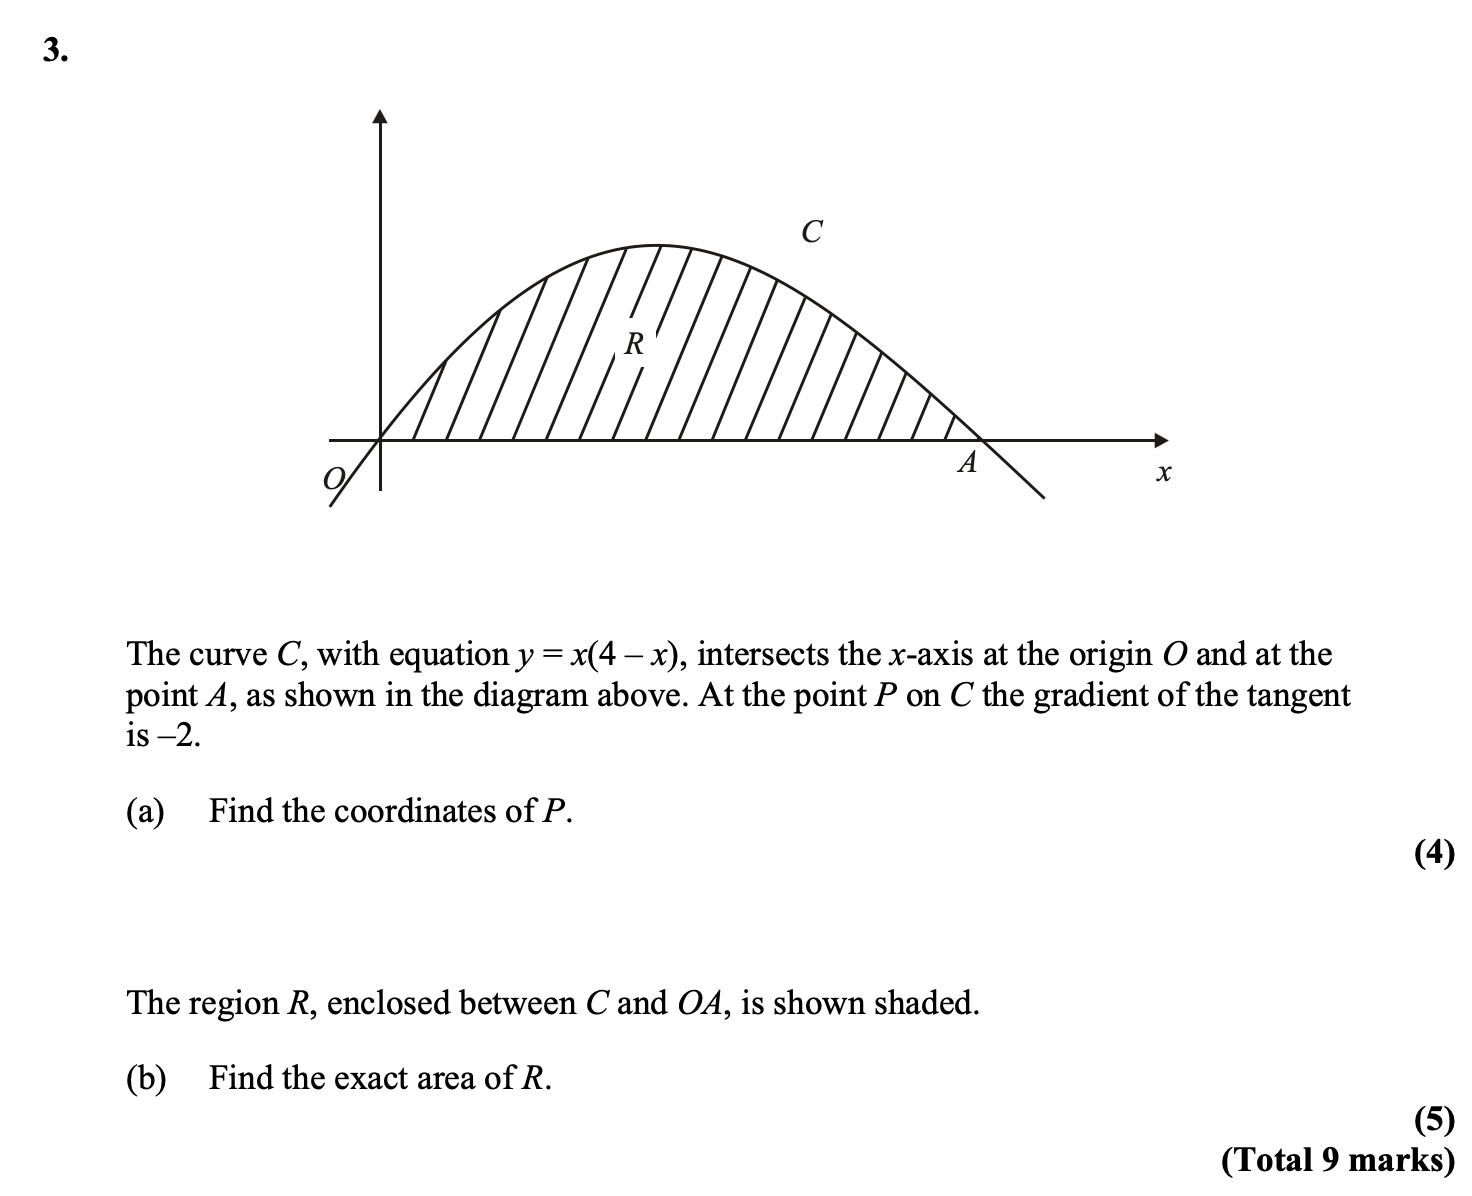 3.
C
R
O
A
x
The curve C, with equation y = x(4 – x), intersects the x-axis at the origin O and at the
point A, as shown in the diagram above. At the point P on C the gradient of the tangent
is –2.
(a) Find the coordinates of P.
(4)
The region R, enclosed between C and OA, is shown shaded.
(b) Find the exact area of R.
(5)
(Total 9 marks)